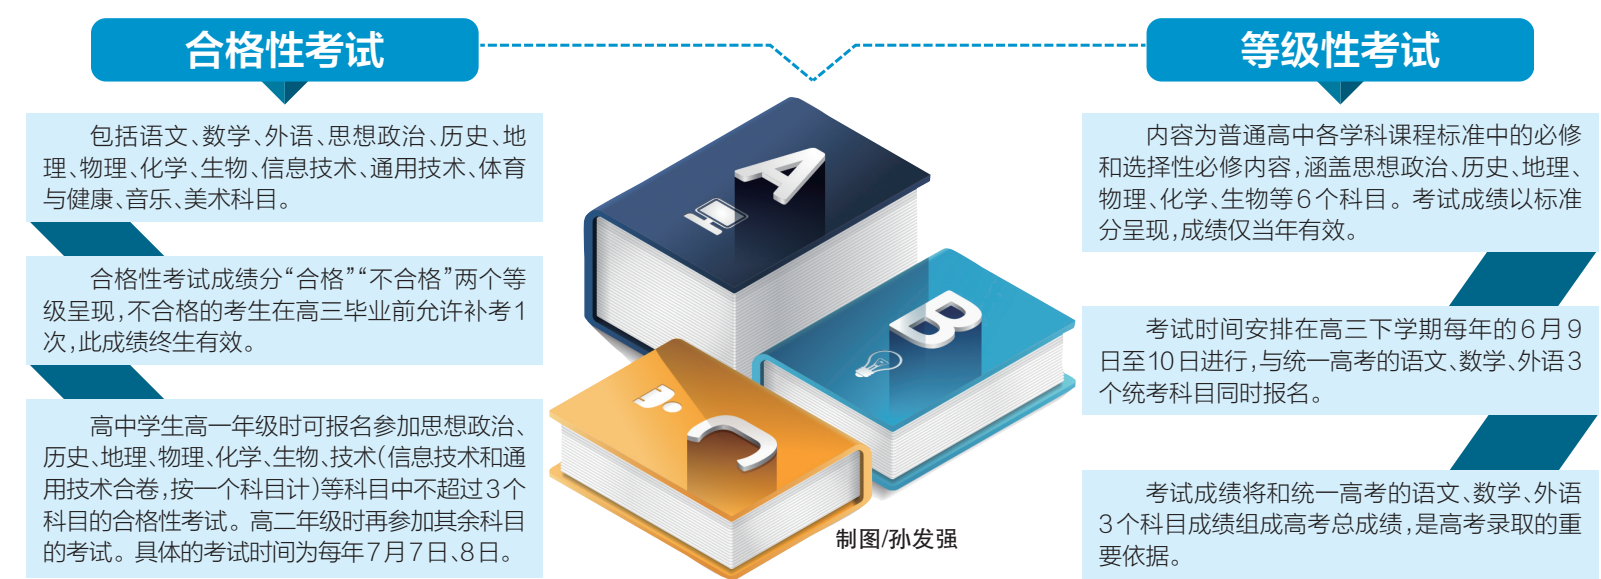 合格性考试
包括语文、数学、外语、思想政治、历史、地
理、物理、化学、生物、信息技术、通用技术、体育
与健康、音乐、美术科目。
合格性考试成绩分“合格”“不合格”两个等
级呈现,不合格的考生在高三毕业前允许补考1
次,此成绩终生有效。
高中学生高一年级时可报名参加思想政治、
历史、地理、物理、化学、生物、技术(信息技术和通
用技术合卷,按一个科目计)等科目中不超过3个
科目的合格性考试。高二年级时再参加其余科目
的考试。具体的考试时间为每年7月7日、8日。
A
B
C
制图/孙发强
等级性考试
内容为普通高中各学科课程标准中的必修
和选择性必修内容,涵盖思想政治、历史、地理、
物理、化学、生物等6个科目。考试成绩以标准
分呈现,成绩仅当年有效。
考试时间安排在高三下学期每年的6月9
日至10日进行,与统一高考的语文、数学、外语3
个统考科目同时报名。
考试成绩将和统一高考的语文、数学、外语
3个科目成绩组成高考总成绩,是高考录取的重
要依据。